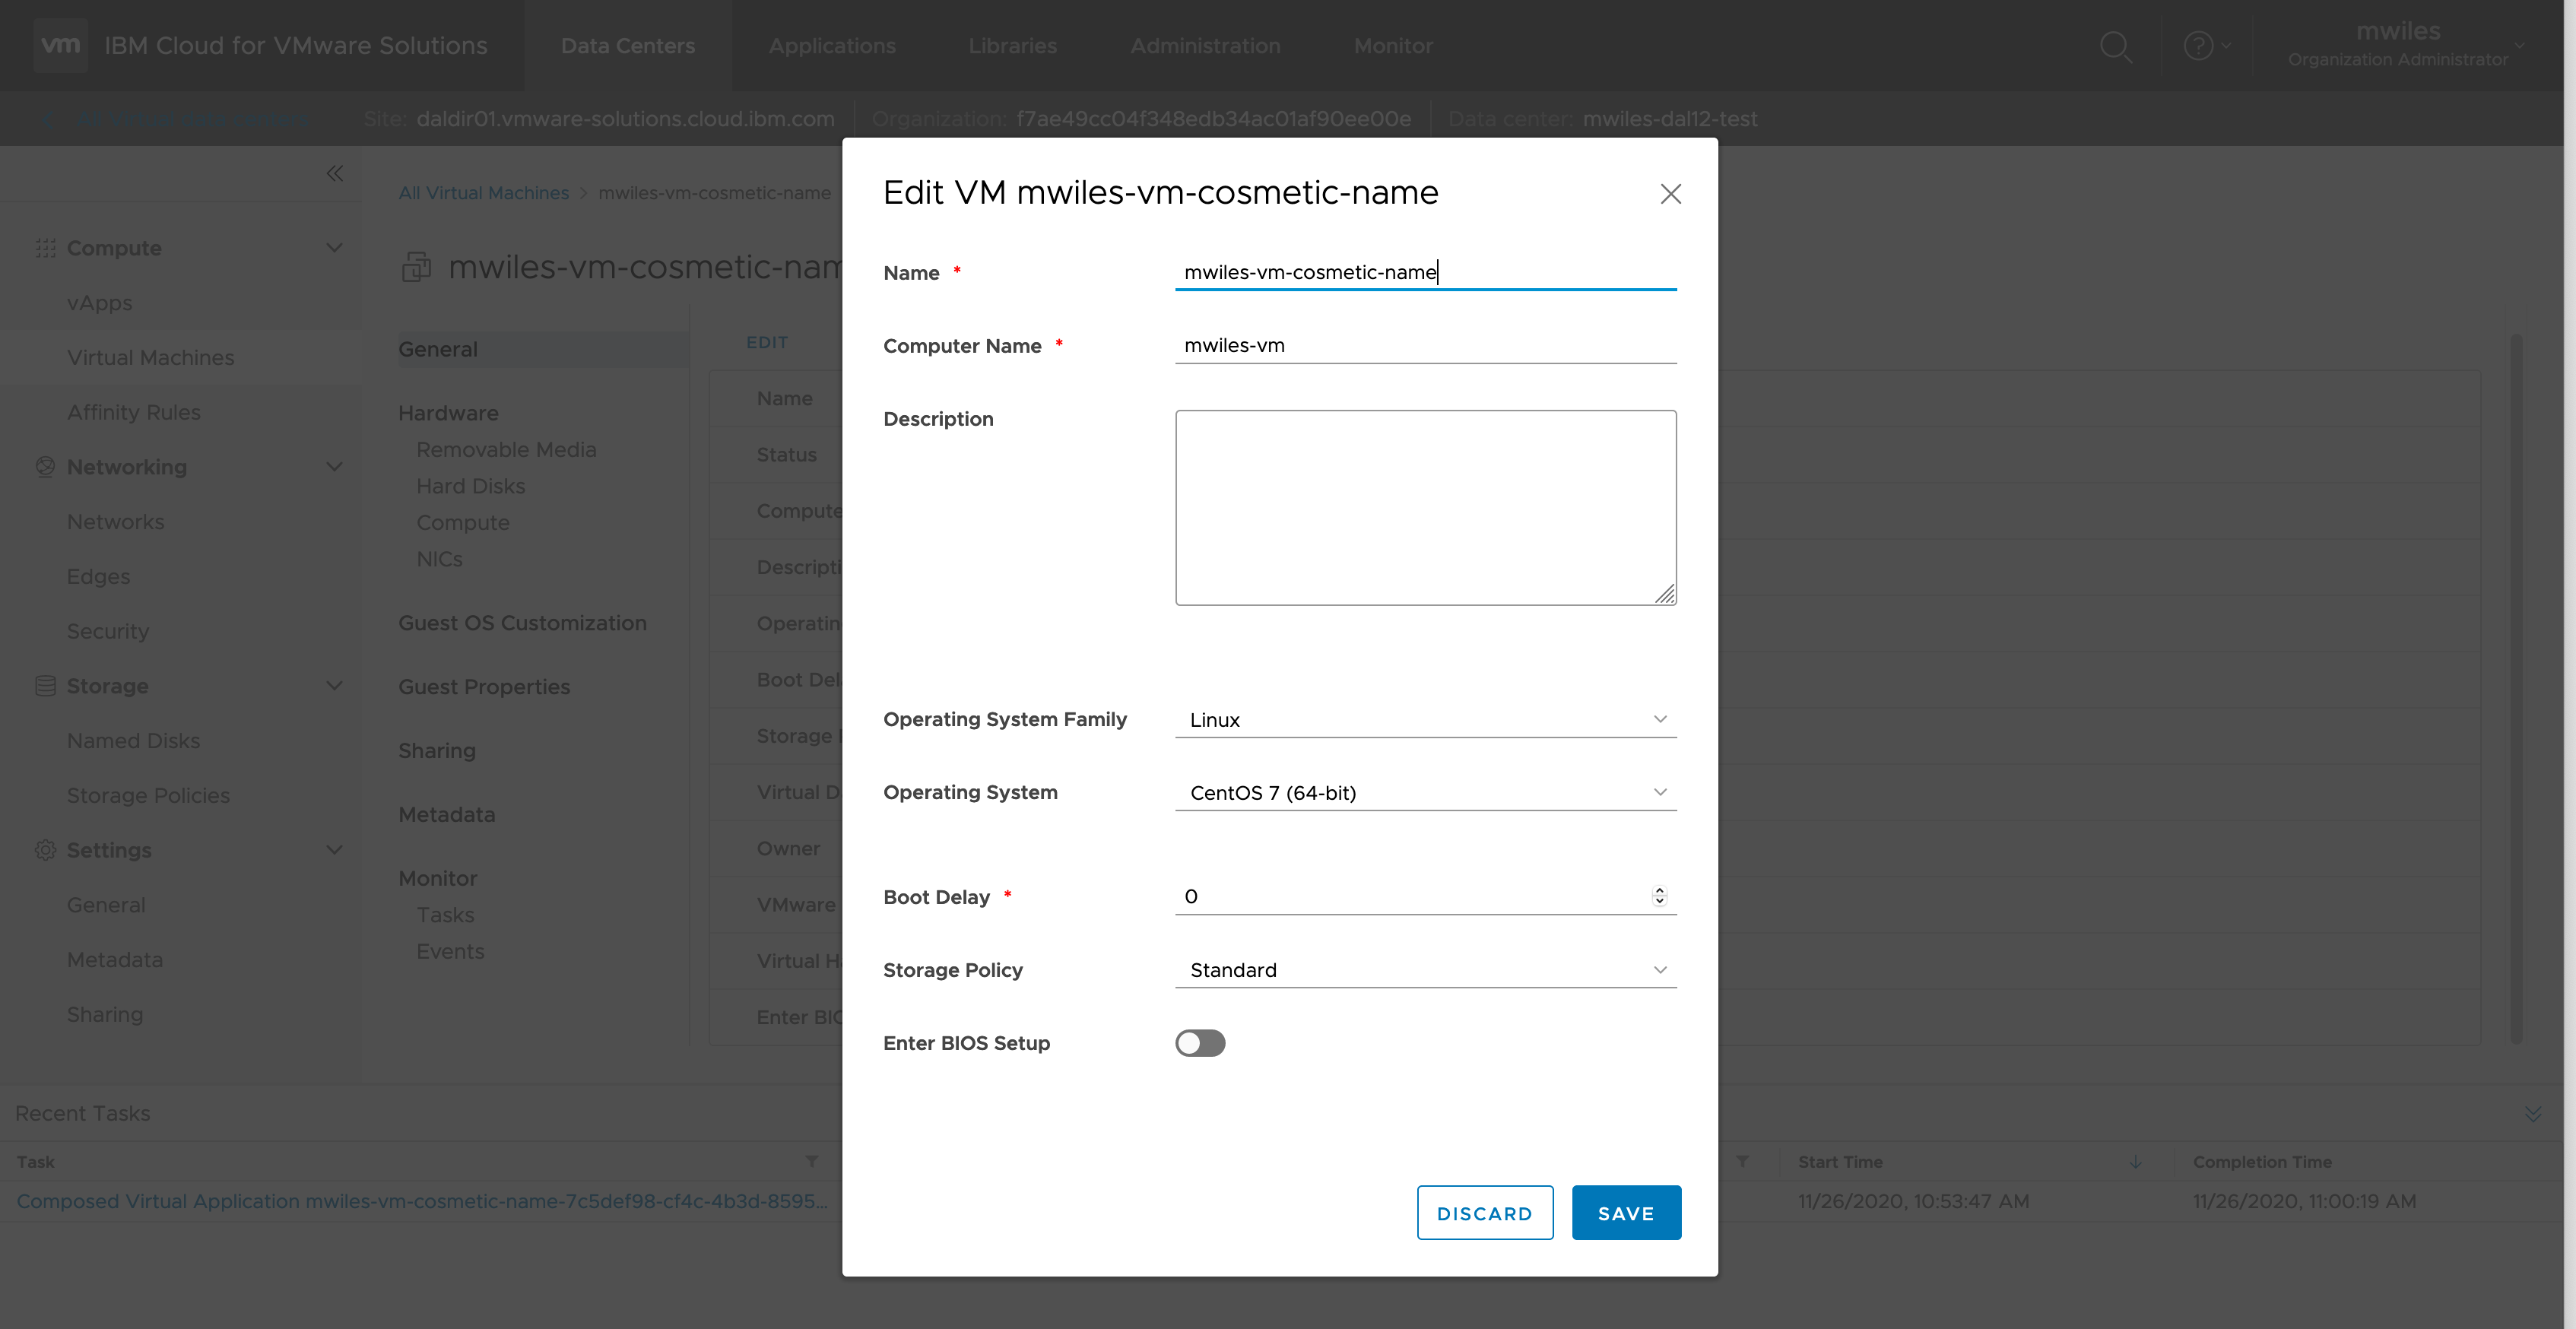 vm IBM Cloud for VMware Solutions Data Centers Applications Libraries Administration Monitor mwiles
Organization Administrator
Site: daldir01.vmware-solutions.cloud.ibm.com Organization: f7ae49cc04f348edb34ac01af90ee00e Data center: mwiles-dal12-test
All Virtual Machines > mwiles-vm-cosmetic-name
mwiles-vm-cosmetic-nam
Compute
vApps
Virtual Machines
Affinity Rules
Networking
Networks
Edges
Security
Storage
Named Disks
Storage Policies
Settings
General
Metadata
Sharing
General
Hardware
Removable Media
Hard Disks
Compute
NICs
Guest OS Customization
Guest Properties
Sharing
Metadata
Monitor
Tasks
Events
EDIT
Name
Status
Compute
Descripti
Operatin
Boot Del
Storage
Virtual D
Owner
VMware
Virtual H
Enter BIO
Edit VM mwiles-vm-cosmetic-name
Name * mwiles-vm-cosmetic-name
Computer Name * mwiles-vm
Description
Operating System Family Linux
Operating System CentOS 7 (64-bit)
Boot Delay * 0
Storage Policy Standard
Enter BIOS Setup
DISCARD SAVE
Recent Tasks
Task Start Time Completion Time
Composed Virtual Application mwiles-vm-cosmetic-name-7c5def98-cf4c-4b3d-8595... 11/26/2020, 10:53:47 AM 11/26/2020, 11:00:19 AM